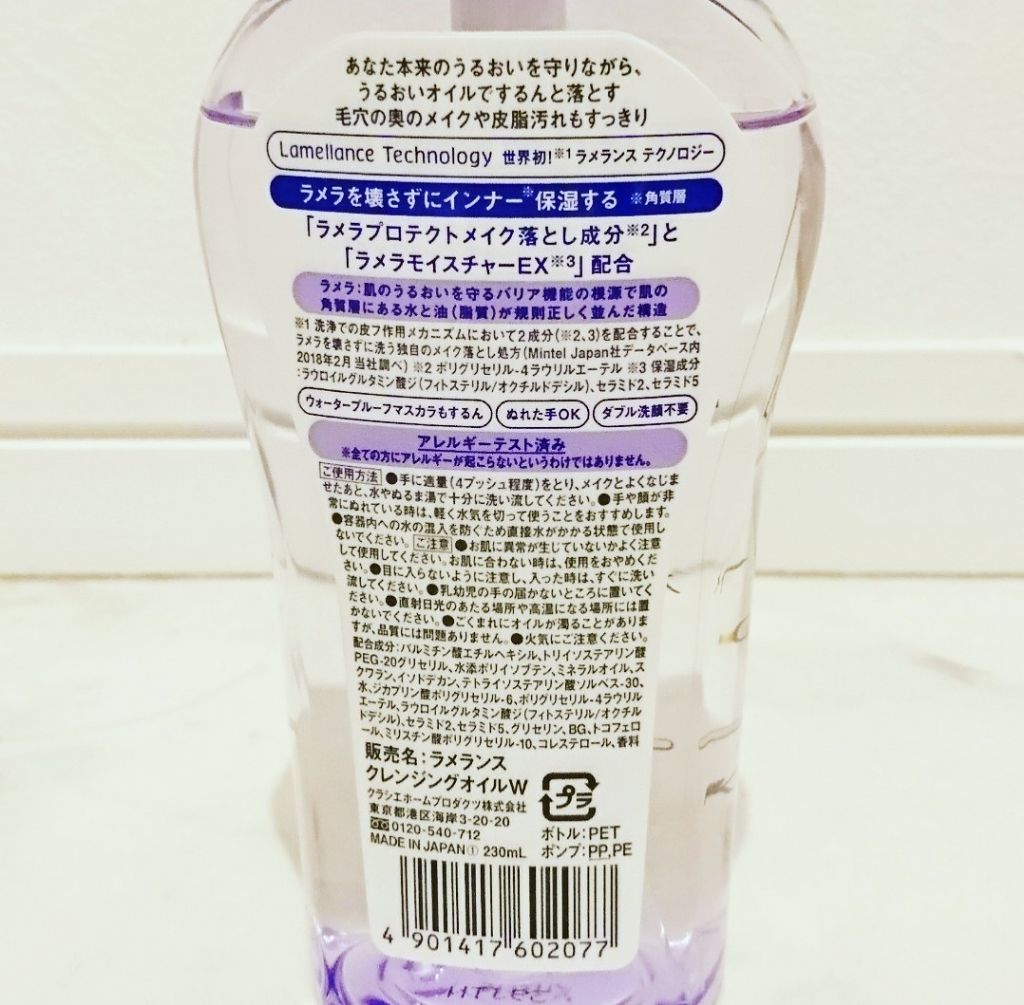 あなた本来のうるおいを守りながら、
うるおいオイルでするんと落とす
毛穴の奥のメイクや皮脂汚れもすっきり
Lamellance Technology 世界初!※1 ラメランス テクノロジー
ラメラを壊さずにインナー※保湿する ※角質層
「ラメラプロテクトメイク落とし成分※2」と
「ラメラモイスチャーEX※3」配合
ラメラ:肌のうるおいを守るバリア機能の根源で肌の
角質層にある水と油(脂質)が規則正しく並んだ構造
※1 洗浄での皮フ作用メカニズムにおいて2成分(※2、3)を配合することで、
ラメラを壊さずに洗う独自のメイク落とし処方(Mintel Japan社データベース内
2018年2月 当社調べ) ※2 ポリグリセリル-4ラウリルエーテル ※3 保湿成分
:ラウロイルグルタミン酸ジ(フィトステリル/オクチルドデシル)、セラミド2、セラミド5
ウォータープルーフマスカラもするん ぬれた手OK ダブル洗顔不要
アレルギーテスト済み
※全ての方にアレルギーが起こらないというわけではありません。
ご使用方法 ●手に適量(4プッシュ程度)をとり、メイクとよくなじま
せたあと、水やぬるま湯で十分に洗い流してください。●手や顔が非
常にぬれている時は、軽く水気を切って使うことをおすすめします。
●容器内への水の混入を防ぐため直接水がかかる状態で使用し
ないでください。 ご注意 ●お肌に異常が生じていないかよく注意
して使用してください。お肌に合わない時は、使用をおやめくだ
さい。●目に入らないように注意し、入った時は、すぐに洗い
流してください。●乳幼児の手の届かないところに置いてく
ださい。●直射日光のあたる場所や高温になる場所には置
かないでください。●ごくまれにオイルが濁ることがありま
すが、品質には問題ありません。●火気にご注意ください。
配合成分:パルミチン酸エチルヘキシル、トリイソステアリン酸
PEG-20グリセリル、水添ポリイソブテン、ミネラルオイル、ス
クワラン、イソドデカン、テトライソステアリン酸ソルベス-30、
水、ジカプリン酸ポリグリセリル-6、ポリグリセリル-4ラウリル
エーテル、ラウロイルグルタミン酸ジ(フィトステリル/オクチル
ドデシル)、セラミド2、セラミド5、グリセリン、BG、トコフェロ
ール、ミリスチン酸ポリグリセリル-10、コレステロール、香料
販売名:ラメランス
クレンジングオイルW
クラシエホームプロダクツ株式会社
東京都港区海岸3-20-20
0120-540-712
MADE IN JAPAN① 230mL
プラ
ボトル:PET
ポンプ:PP,PE
4 901417 602077